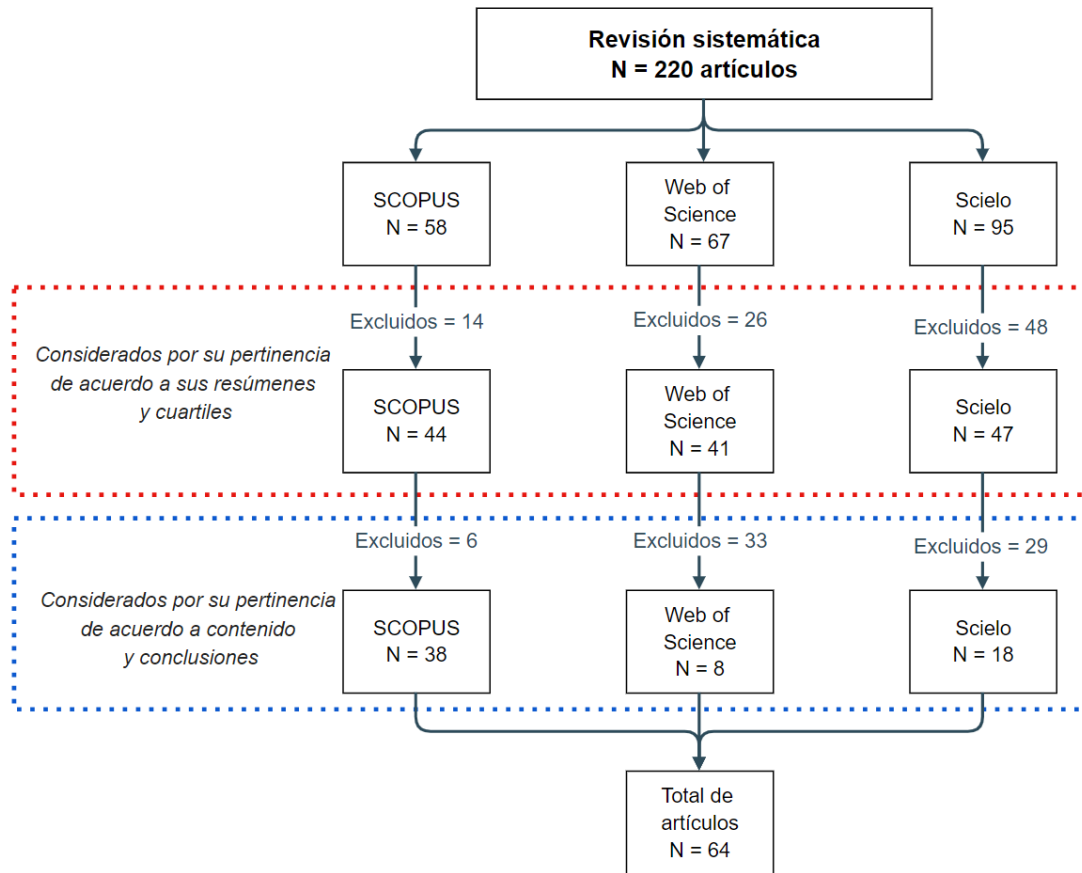 Revisión sistemática
N = 220 artículos
SCOPUS
N = 58
Web of
Science
N = 67
Scielo
N = 95
Excluidos = 14
Excluidos = 26
Excluidos = 48
Considerados por su pertinencia
de acuerdo a sus resúmenes
y cuartiles
SCOPUS
N = 44
Web of
Science
N = 41
Scielo
N = 47
Excluidos = 6
Excluidos = 33
Excluidos = 29
Considerados por su pertinencia
de acuerdo a contenido
y conclusiones
SCOPUS
N = 38
Web of
Science
N = 8
Scielo
N = 18
Total de
artículos
N = 64